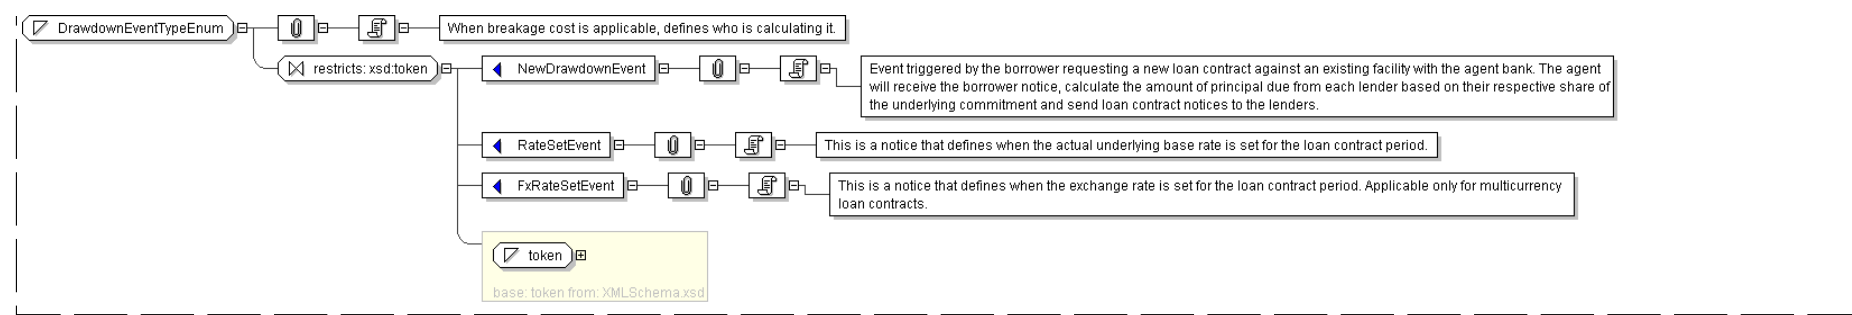 DrawdownEventTypeEnum
When breakage cost is applicable, defines who is calculating it.
restricts: xsd:token
NewDrawdownEvent
Event triggered by the borrower requesting a new loan contract against an existing facility with the agent bank. The agent
will receive the borrower notice, calculate the amount of principal due from each lender based on their respective share of
the underlying commitment and send loan contract notices to the lenders.
RateSetEvent
This is a notice that defines when the actual underlying base rate is set for the loan contract period.
FxRateSetEvent
This is a notice that defines when the exchange rate is set for the loan contract period. Applicable only for multicurrency
loan contracts.
token
base: token from: XMLSchema.xsd